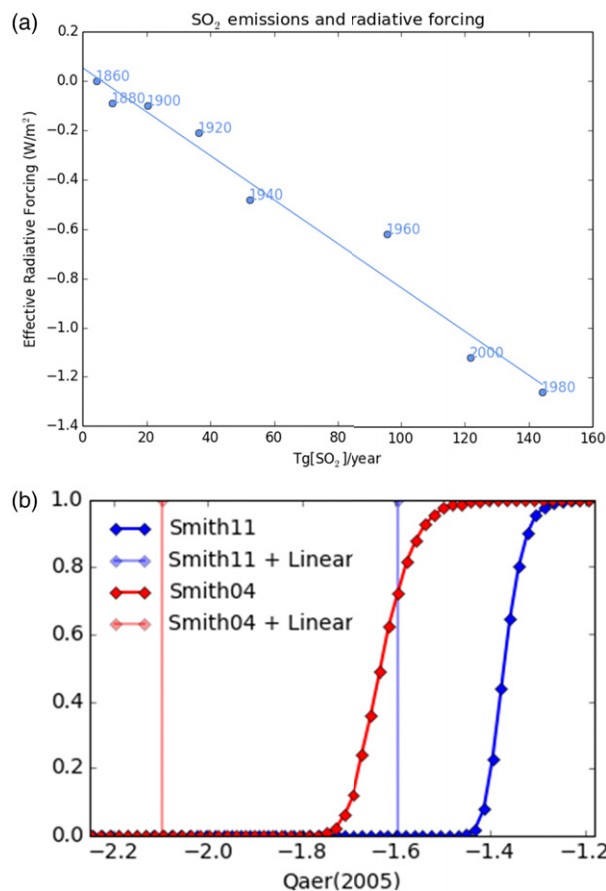 (a)
SO₂ emissions and radiative forcing
Effective Radiative Forcing (W/m²)
0.2
0.0
−0.2
−0.4
−0.6
−0.8
−1.0
−1.2
−1.4
1860
1880
1900
1920
1940
1960
2000
1980
0 20 40 60 80 100 120 140 160
Tg[SO₂]/year
(b)
1.0
0.8
0.6
0.4
0.2
0.0
Smith11
Smith11 + Linear
Smith04
Smith04 + Linear
−2.2 −2.0 −1.8 −1.6 −1.4 −1.2
Qaer(2005)